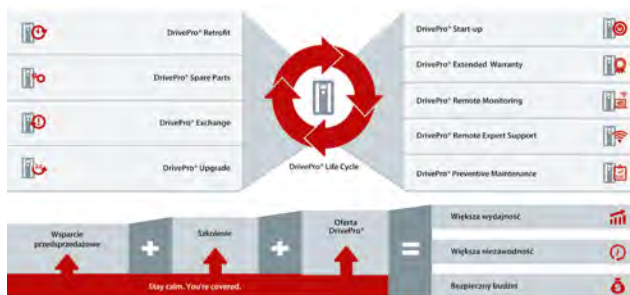 DrivePro® Retrofit
DrivePro® Spare Parts
DrivePro® Exchange
DrivePro® Upgrade
DrivePro® Life Cycle
DrivePro® Start-up
DrivePro® Extended Warranty
DrivePro® Remote Monitoring
DrivePro® Remote Expert Support
DrivePro® Preventive Maintenance
Wsparcie
przedsprzedażowe
+
Szkolenie
+
Oferta
DrivePro®
=
Większa wydajność
Większa niezawodność
Bezpieczny budżet
Stay calm. You're covered.